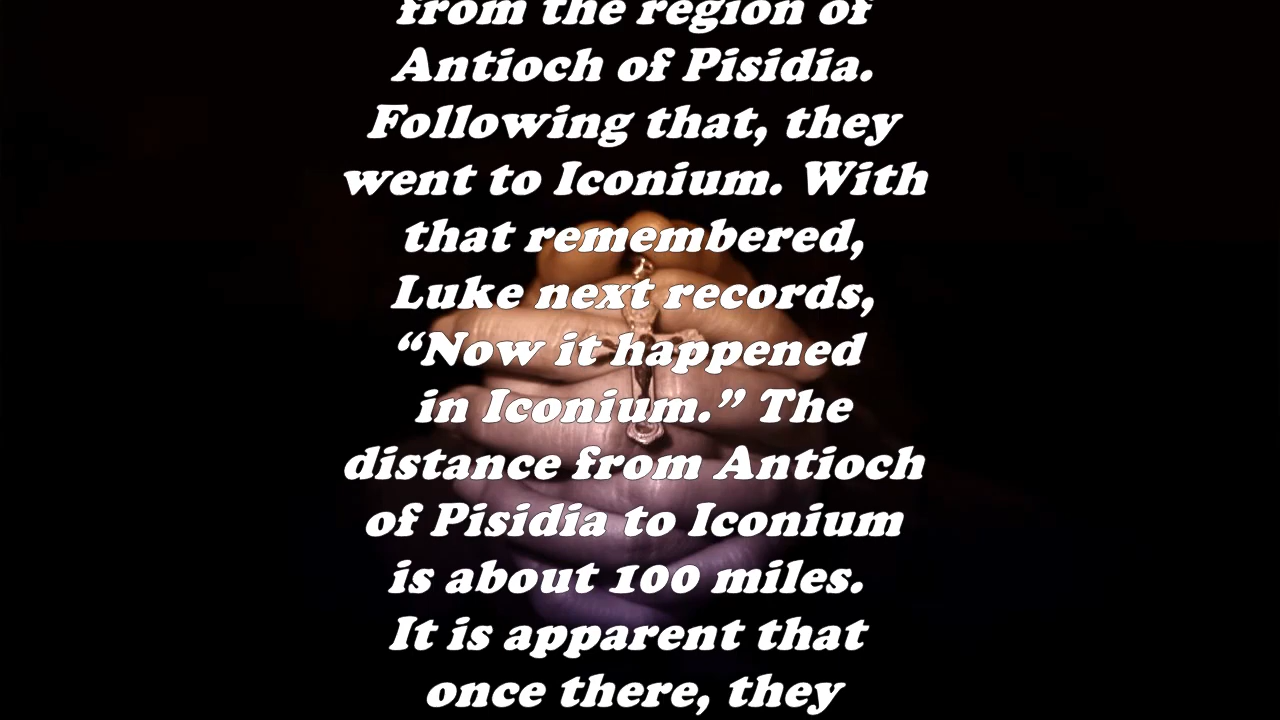 from the region of
Antioch of Pisidia.
Following that, they
went to Iconium. With
that remembered,
Luke next records,
“Now it happened
in Iconium.” The
distance from Antioch
of Pisidia to Iconium
is about 100 miles.
It is apparent that
once there, they